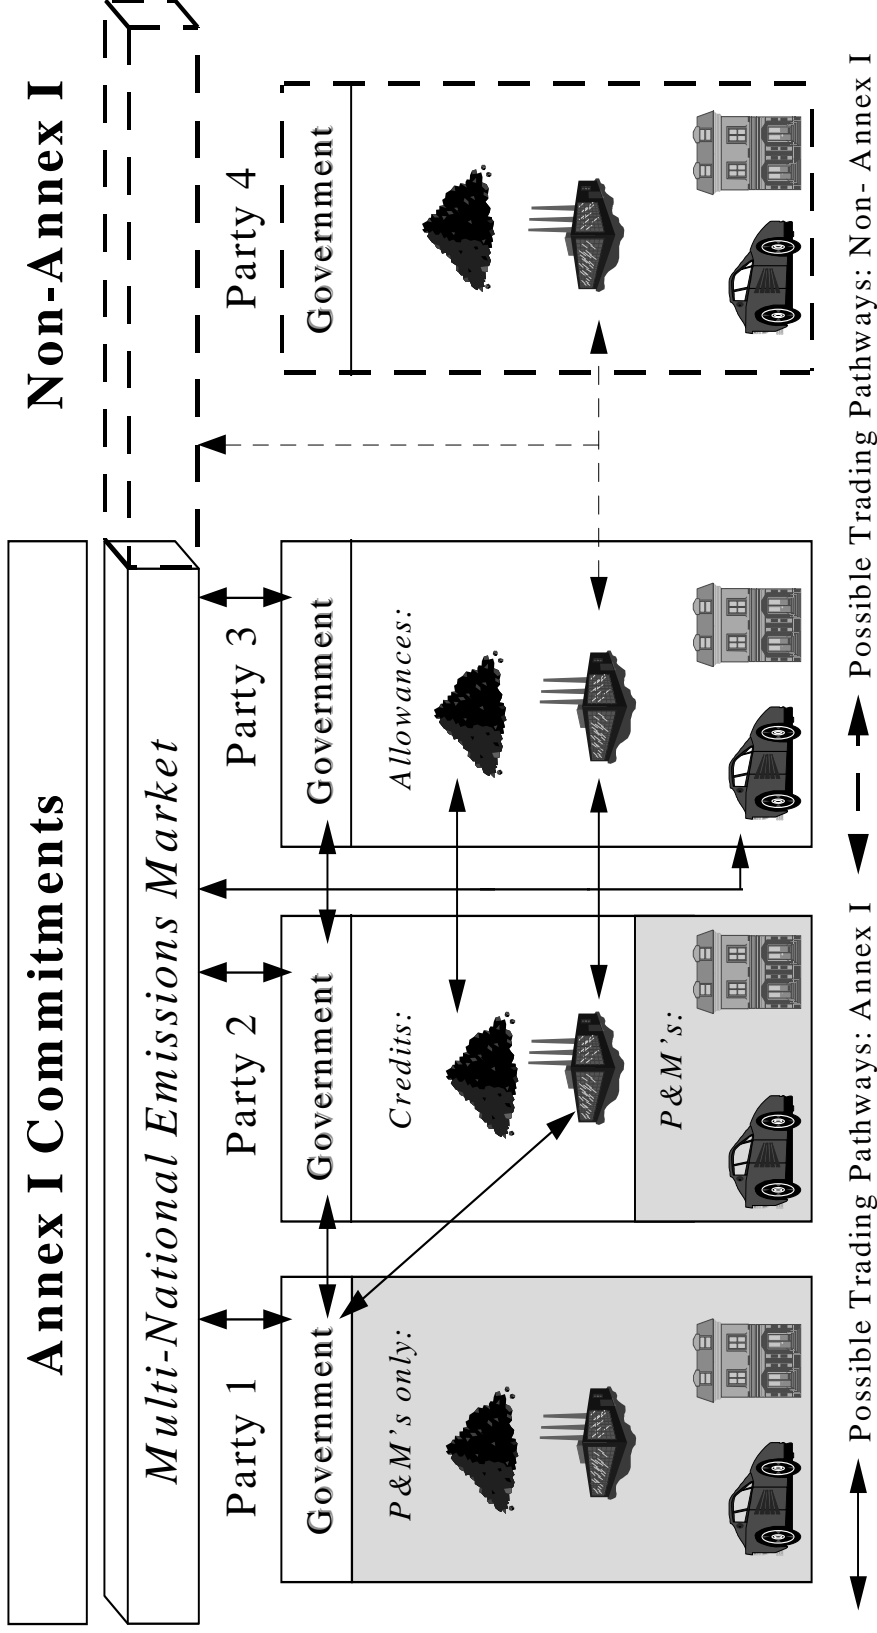 Annex I Commitments
Non-Annex I
Multi-National Emissions Market
Party 1
Party 2
Party 3
Party 4
Government
Government
Government
Government
P&M's only:
Credits:
Allowances:
P&M's:
Possible Trading Pathways: Annex I
Possible Trading Pathways: Non- Annex I